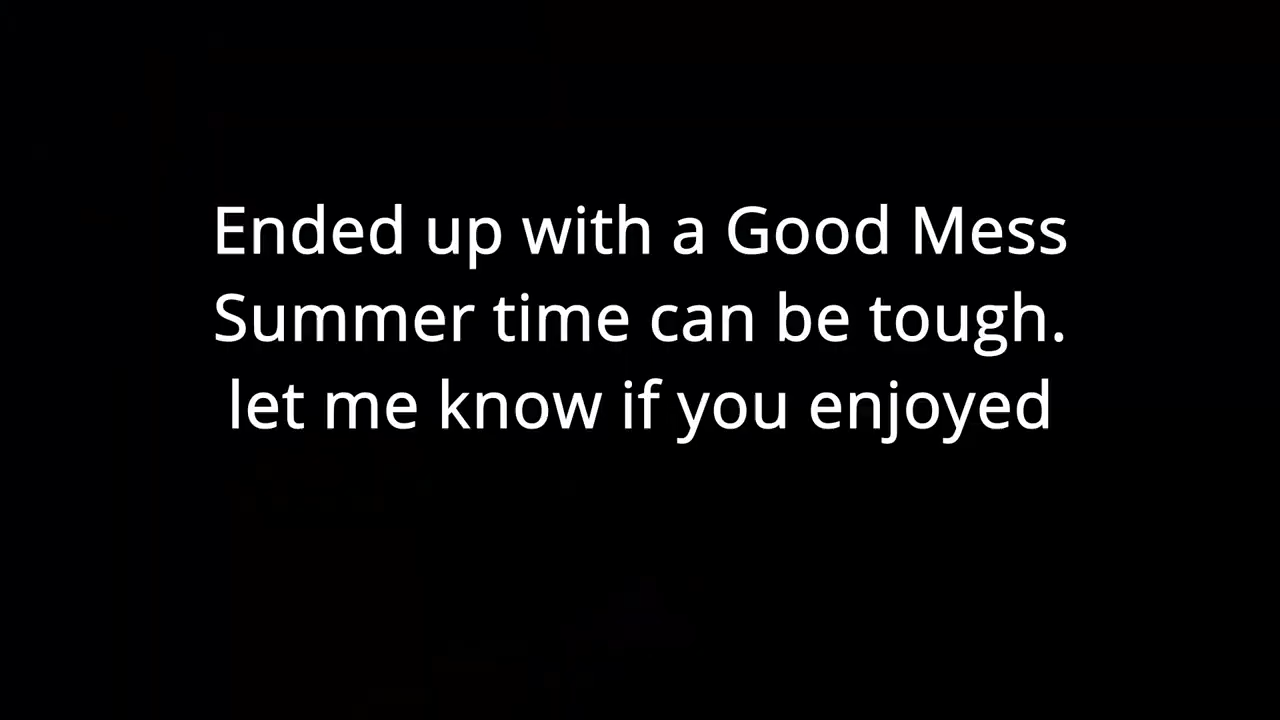 Ended up with a Good Mess
Summer time can be tough.
let me know if you enjoyed